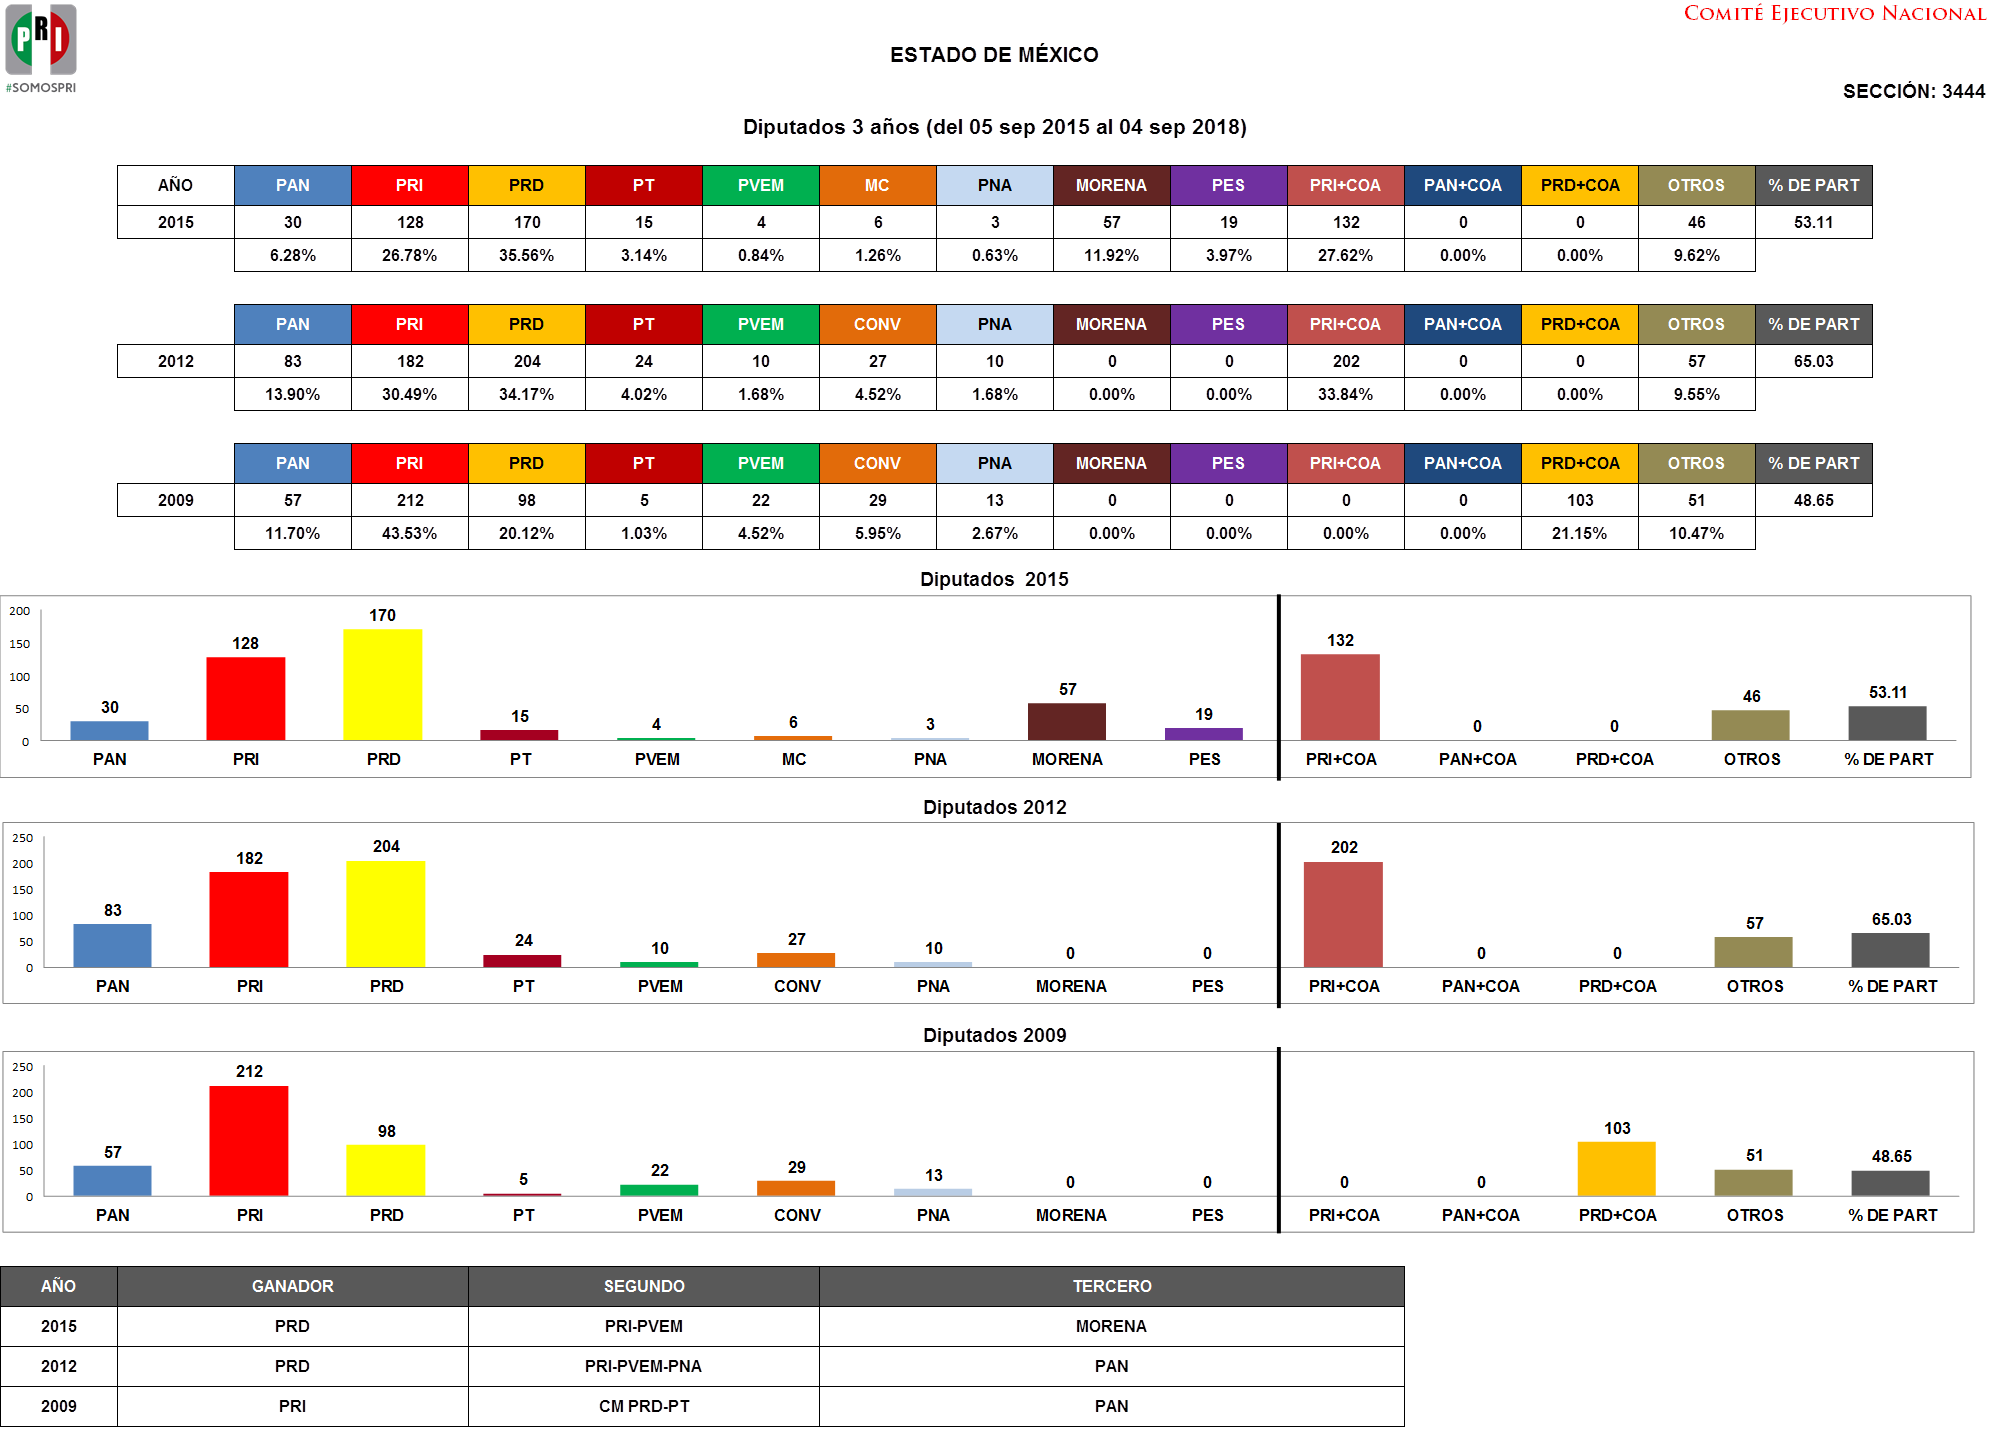 PRI
#SOMOSPRI
COMITÉ EJECUTIVO NACIONAL
ESTADO DE MÉXICO
SECCIÓN: 3444
Diputados 3 años (del 05 sep 2015 al 04 sep 2018)
AÑO PAN PRI PRD PT PVEM MC PNA MORENA PES PRI+COA PAN+COA PRD+COA OTROS % DE PART
2015 30 128 170 15 4 6 3 57 19 132 0 0 46 53.11
6.28% 26.78% 35.56% 3.14% 0.84% 1.26% 0.63% 11.92% 3.97% 27.62% 0.00% 0.00% 9.62%
PAN PRI PRD PT PVEM CONV PNA MORENA PES PRI+COA PAN+COA PRD+COA OTROS % DE PART
2012 83 182 204 24 10 27 10 0 0 202 0 0 57 65.03
13.90% 30.49% 34.17% 4.02% 1.68% 4.52% 1.68% 0.00% 0.00% 33.84% 0.00% 0.00% 9.55%
PAN PRI PRD PT PVEM CONV PNA MORENA PES PRI+COA PAN+COA PRD+COA OTROS % DE PART
2009 57 212 98 5 22 29 13 0 0 0 0 103 51 48.65
11.70% 43.53% 20.12% 1.03% 4.52% 5.95% 2.67% 0.00% 0.00% 0.00% 0.00% 21.15% 10.47%
Diputados 2015
200
150
100
50
0
30 128 170 15 4 6 3 57 19 132 0 0 46 53.11
PAN PRI PRD PT PVEM MC PNA MORENA PES PRI+COA PAN+COA PRD+COA OTROS % DE PART
Diputados 2012
250
200
150
100
50
0
83 182 204 24 10 27 10 0 0 202 0 0 57 65.03
PAN PRI PRD PT PVEM CONV PNA MORENA PES PRI+COA PAN+COA PRD+COA OTROS % DE PART
Diputados 2009
250
200
150
100
50
0
57 212 98 5 22 29 13 0 0 0 0 103 51 48.65
PAN PRI PRD PT PVEM CONV PNA MORENA PES PRI+COA PAN+COA PRD+COA OTROS % DE PART
AÑO GANADOR SEGUNDO TERCERO
2015 PRD PRI-PVEM MORENA
2012 PRD PRI-PVEM-PNA PAN
2009 PRI CM PRD-PT PAN